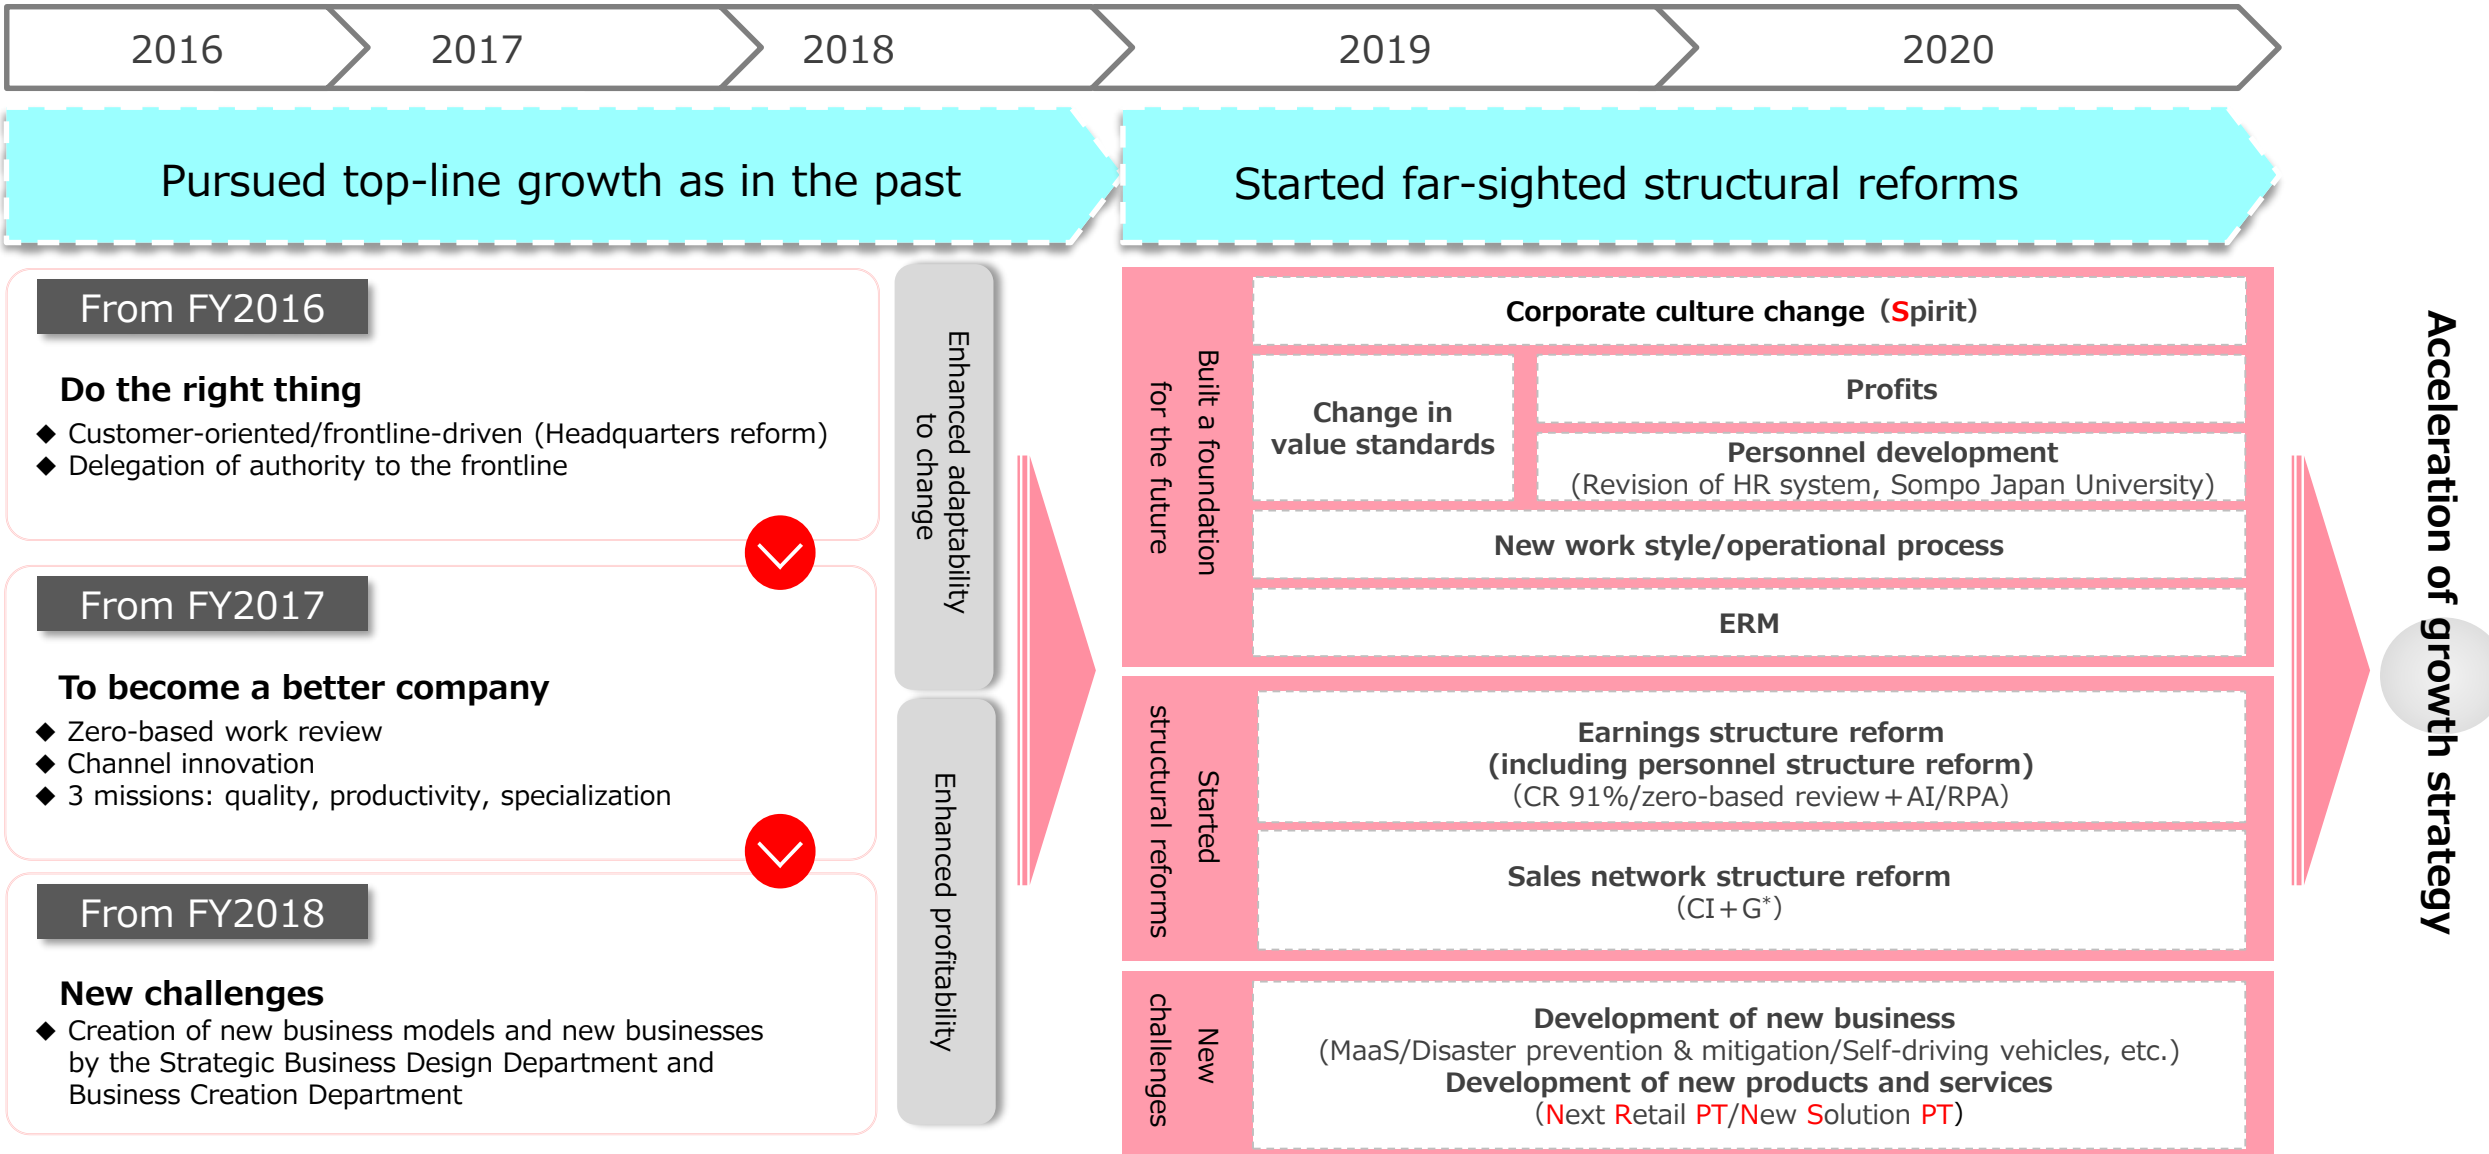 2016
2017
2018
2019
2020
Pursued top-line growth as in the past
Started far-sighted structural reforms
From FY2016
Do the right thing
◆ Customer-oriented/frontline-driven (Headquarters reform)
◆ Delegation of authority to the frontline
From FY2017
To become a better company
◆ Zero-based work review
◆ Channel innovation
◆ 3 missions: quality, productivity, specialization
From FY2018
New challenges
◆ Creation of new business models and new businesses
by the Strategic Business Design Department and
Business Creation Department
Enhanced adaptability
to change
Enhanced profitability
Built a foundation
for the future
Corporate culture change (Spirit)
Change in
value standards
Profits
Personnel development
(Revision of HR system, Sompo Japan University)
New work style/operational process
ERM
Started
structural reforms
Earnings structure reform
(including personnel structure reform)
(CR 91%/zero-based review+AI/RPA)
Sales network structure reform
(CI+G*)
New
challenges
Development of new business
(MaaS/Disaster prevention & mitigation/Self-driving vehicles, etc.)
Development of new products and services
(Next Retail PT/New Solution PT)
Acceleration of growth strategy